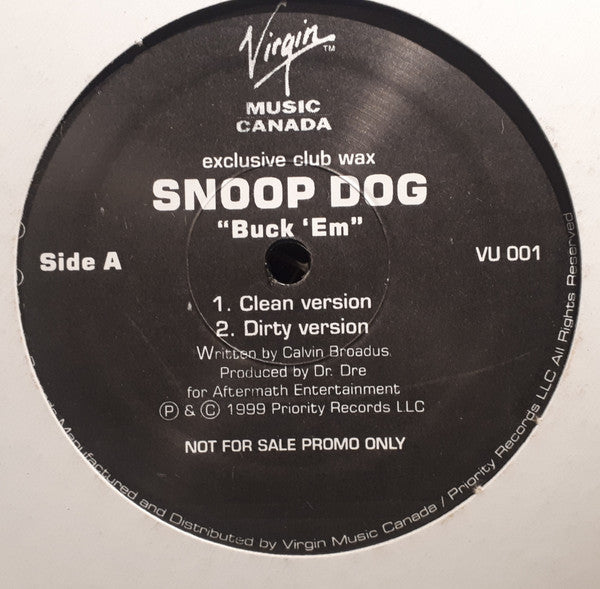 Virgin™
MUSIC
CANADA
exclusive club wax
SNOOP DOG
“Buck ‘Em”
Side A
VU 001
1. Clean version
2. Dirty version
Written by Calvin Broadus
Produced by Dr. Dre
for Aftermath Entertainment
Ⓟ & © 1999 Priority Records LLC
NOT FOR SALE PROMO ONLY
Manufactured and Distributed by Virgin Music Canada / Priority Records LLC All Rights Reserved